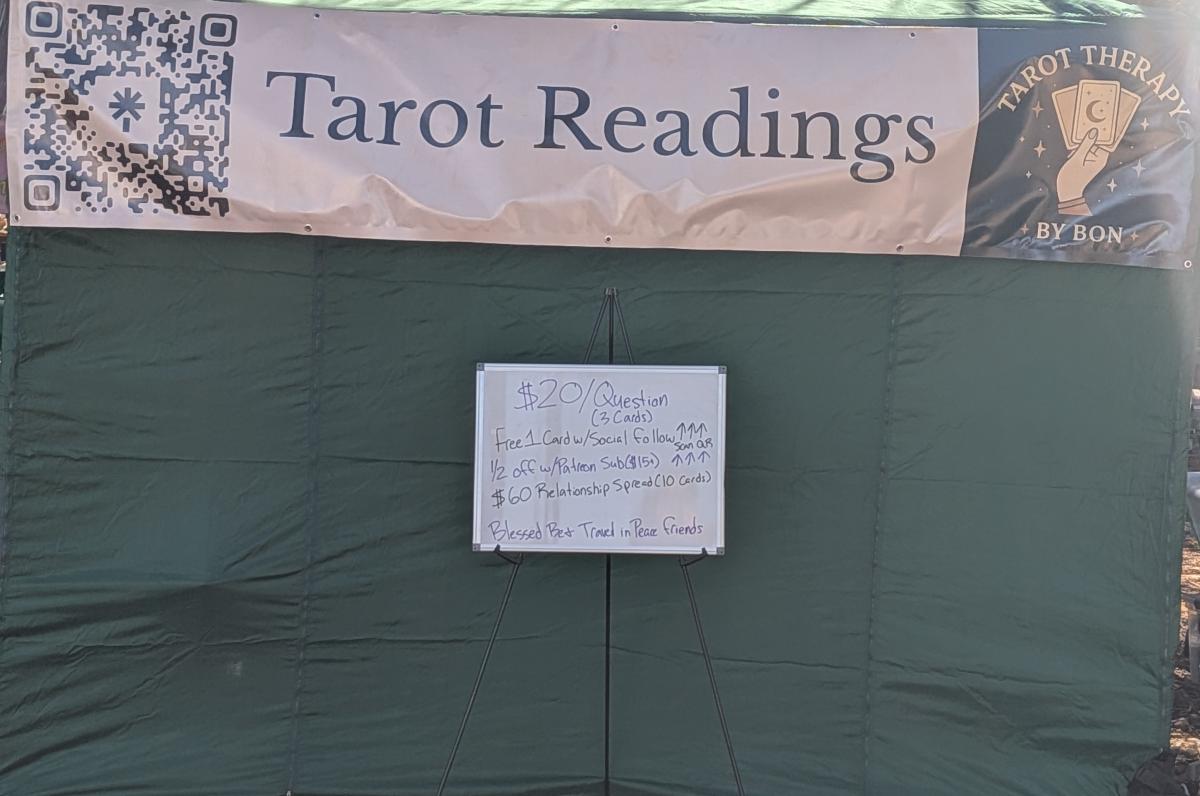 Tarot Readings
TAROT THERAPY
BY BON
$20/Question
(3 Cards)
Free 1 Card w/Social Follow ↑↑↑
Scan QR
1/2 off w/Patreon Sub($15+) ↑↑↑
$60 Relationship Spread (10 Cards)
Blessed Be & Travel in Peace friends